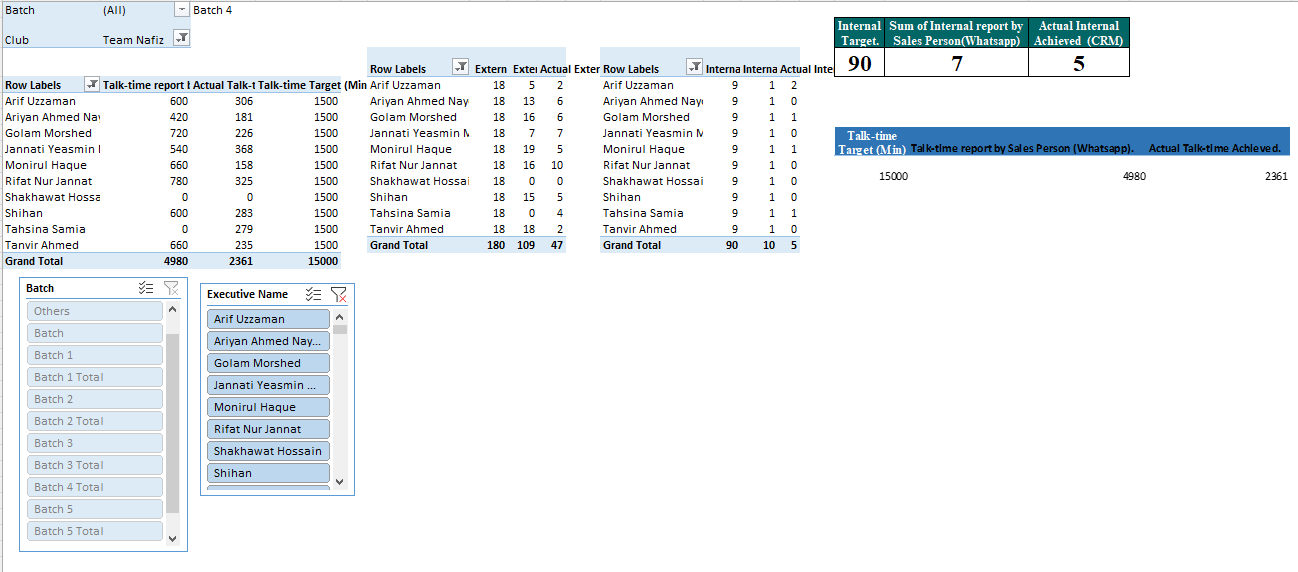 Batch (All) Batch 4
Club Team Nafiz
Row Labels Talk-time report b Actual Talk-t Talk-time Target (Min
Arif Uzzaman 600 306 1500
Ariyan Ahmed Nay 420 181 1500
Golam Morshed 720 226 1500
Jannati Yeasmin 540 368 1500
Monirul Haque 660 158 1500
Rifat Nur Jannat 780 325 1500
Shakhawat Hossa 0 0 1500
Shihan 600 283 1500
Tahsina Samia 0 279 1500
Tanvir Ahmed 660 235 1500
Grand Total 4980 2361 15000
Row Labels Extern Exter Actual Exter
Arif Uzzaman 18 5 2
Ariyan Ahmed Nay 18 13 6
Golam Morshed 18 16 6
Jannati Yeasmin 18 7 7
Monirul Haque 18 19 5
Rifat Nur Jannat 18 16 10
Shakhawat Hossai 18 0 0
Shihan 18 15 5
Tahsina Samia 18 0 4
Tanvir Ahmed 18 18 2
Grand Total 180 109 47
Row Labels Interna Interna Actual Inte
Arif Uzzaman 9 1 2
Ariyan Ahmed Nay 9 1 0
Golam Morshed 9 1 1
Jannati Yeasmin 9 1 0
Monirul Haque 9 1 1
Rifat Nur Jannat 9 1 0
Shakhawat Hossai 9 1 0
Shihan 9 1 0
Tahsina Samia 9 1 1
Tanvir Ahmed 9 1 0
Grand Total 90 10 5
Internal Target.
Sum of Internal report by Sales Person(Whatsapp)
Actual Internal Achieved (CRM)
90 7 5
Talk-time
Target (Min) Talk-time report by Sales Person (Whatsapp). Actual Talk-time Achieved.
15000 4980 2361
Batch
Others
Batch
Batch 1
Batch 1 Total
Batch 2
Batch 2 Total
Batch 3
Batch 3 Total
Batch 4 Total
Batch 5
Batch 5 Total
Executive Name
Arif Uzzaman
Ariyan Ahmed Nay...
Golam Morshed
Jannati Yeasmin ...
Monirul Haque
Rifat Nur Jannat
Shakhawat Hossain
Shihan